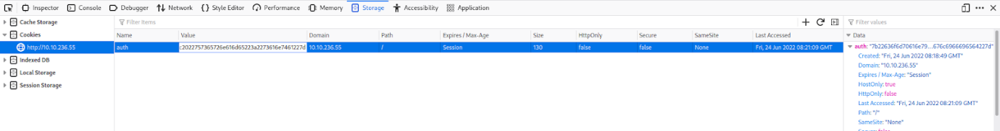 Inspector Console Debugger Network Style Editor Performance Memory Storage Accessibility Application
Cache Storage
Cookies
http://10.10.236.55
Indexed DB
Local Storage
Session Storage
Filter Items
Name Value Domain Path Expires / Max-Age Size HttpOnly Secure SameSite Last Accessed
auth :2022757365726e616d65223a2273616e7461227d 10.10.236.55 / Session 130 false false None Fri, 24 Jun 2022 08:21:09 GMT
Filter values
Data
auth: "7b22636f6d70616e79…676c6966696564227d"
Created: "Fri, 24 Jun 2022 08:18:49 GMT"
Domain: "10.10.236.55"
Expires / Max-Age: "Session"
HostOnly: true
HttpOnly: false
Last Accessed: "Fri, 24 Jun 2022 08:21:09 GMT"
Path: "/"
SameSite: "None"